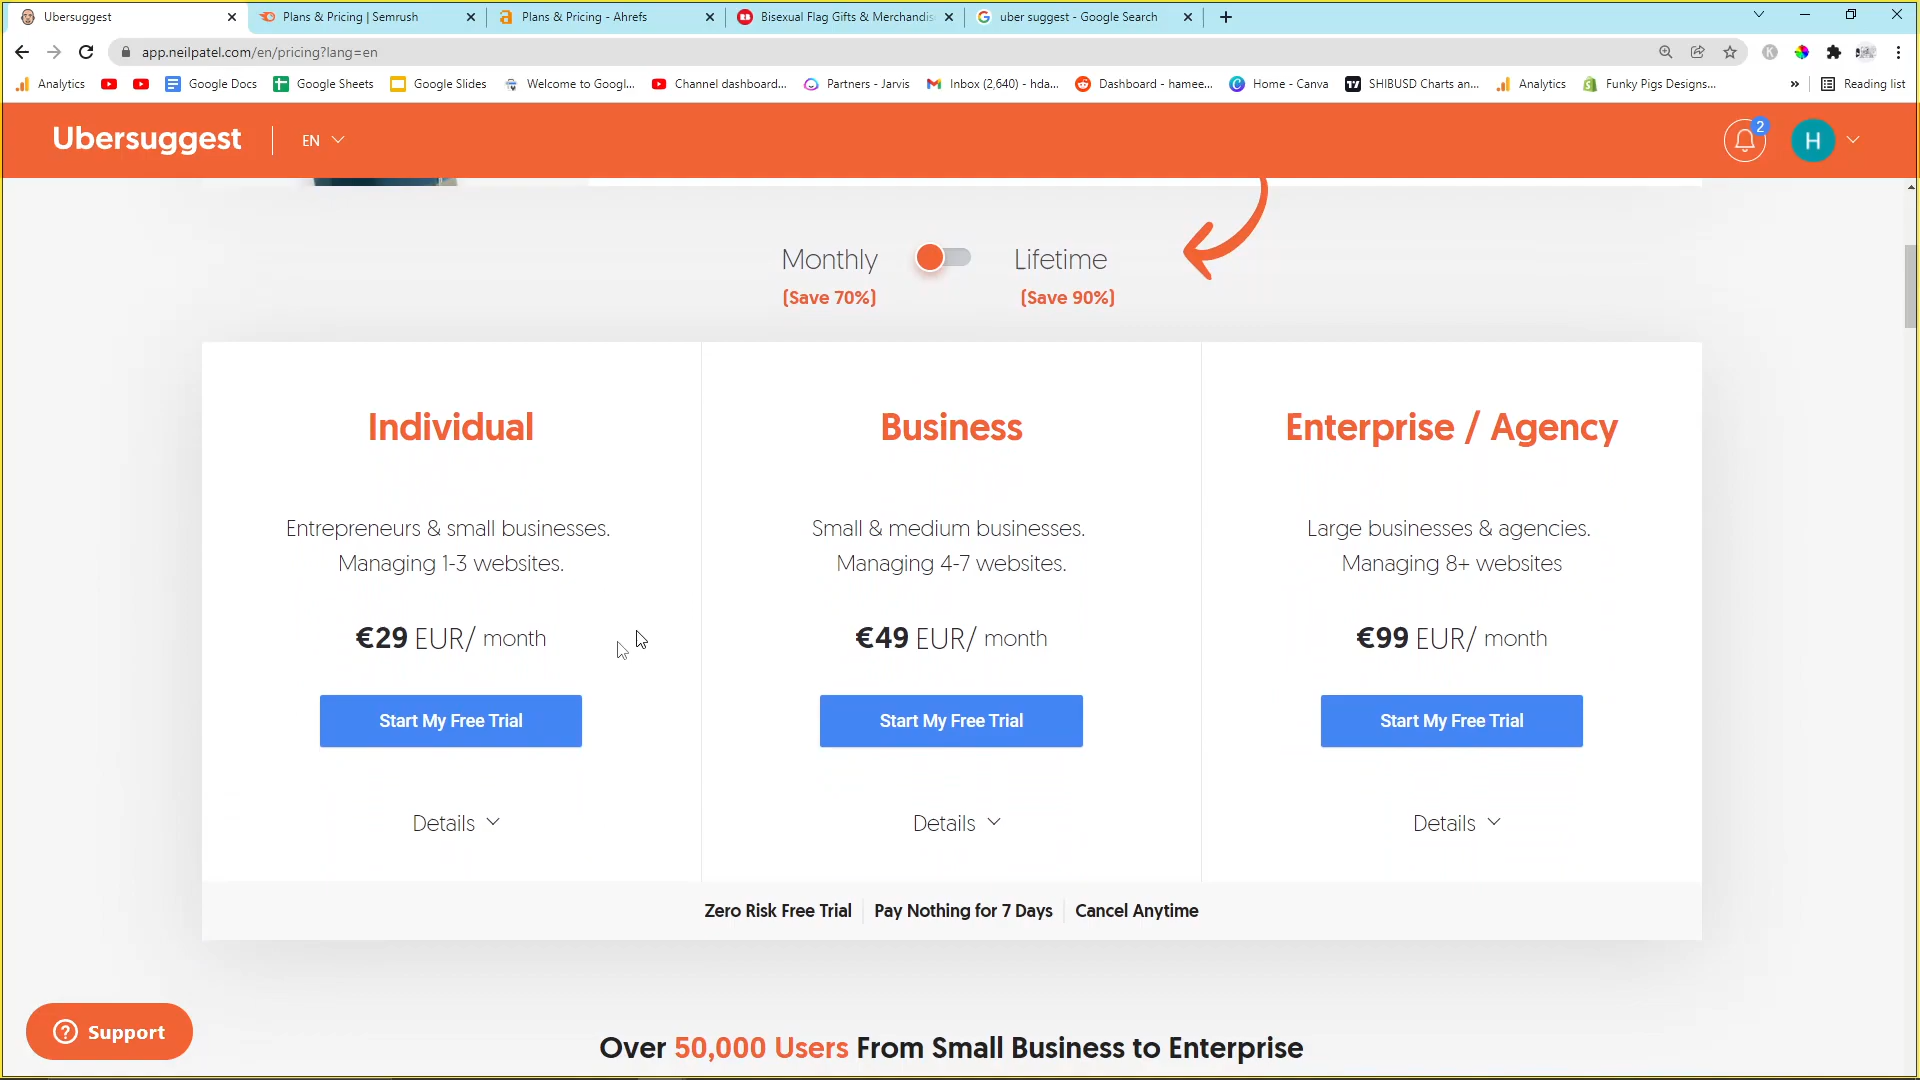 Ubersuggest
Plans & Pricing | Semrush
Plans & Pricing - Ahrefs
Bisexual Flag Gifts & Merchandis
uber suggest - Google Search
app.neilpatel.com/en/pricing?lang=en
Analytics
Google Docs
Google Sheets
Google Slides
Welcome to Googl...
Channel dashboard...
Partners - Jarvis
Inbox (2,640) - hda...
Dashboard - hamee...
Home - Canva
SHIBUSD Charts an...
Analytics
Funky Pigs Designs...
»
Reading list
Ubersuggest
EN
2
H
Monthly
Lifetime
(Save 70%)
(Save 90%)
Individual
Business
Enterprise / Agency
Entrepreneurs & small businesses.
Managing 1-3 websites.
Small & medium businesses.
Managing 4-7 websites.
Large businesses & agencies.
Managing 8+ websites
€29 EUR/ month
€49 EUR/ month
€99 EUR/ month
Start My Free Trial
Start My Free Trial
Start My Free Trial
Details
Details
Details
Zero Risk Free Trial
Pay Nothing for 7 Days
Cancel Anytime
? Support
Over 50,000 Users From Small Business to Enterprise